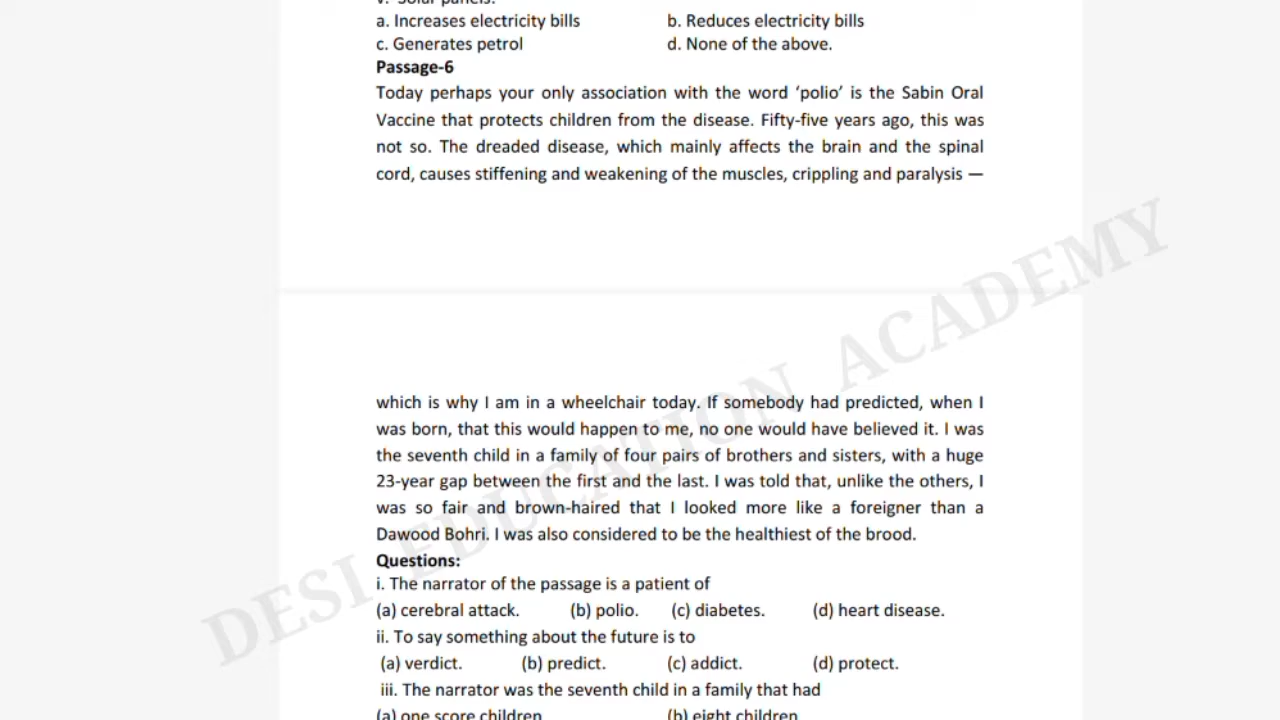 v. Solar panels:
a. Increases electricity bills b. Reduces electricity bills
c. Generates petrol d. None of the above.
Passage-6
Today perhaps your only association with the word ‘polio’ is the Sabin Oral
Vaccine that protects children from the disease. Fifty-five years ago, this was
not so. The dreaded disease, which mainly affects the brain and the spinal
cord, causes stiffening and weakening of the muscles, crippling and paralysis —
which is why I am in a wheelchair today. If somebody had predicted, when I
was born, that this would happen to me, no one would have believed it. I was
the seventh child in a family of four pairs of brothers and sisters, with a huge
23-year gap between the first and the last. I was told that, unlike the others, I
was so fair and brown-haired that I looked more like a foreigner than a
Dawood Bohri. I was also considered to be the healthiest of the brood.
Questions:
i. The narrator of the passage is a patient of
(a) cerebral attack. (b) polio. (c) diabetes. (d) heart disease.
ii. To say something about the future is to
(a) verdict. (b) predict. (c) addict. (d) protect.
iii. The narrator was the seventh child in a family that had
(a) one score children (b) eight children
DESI EDUCATION ACADEMY